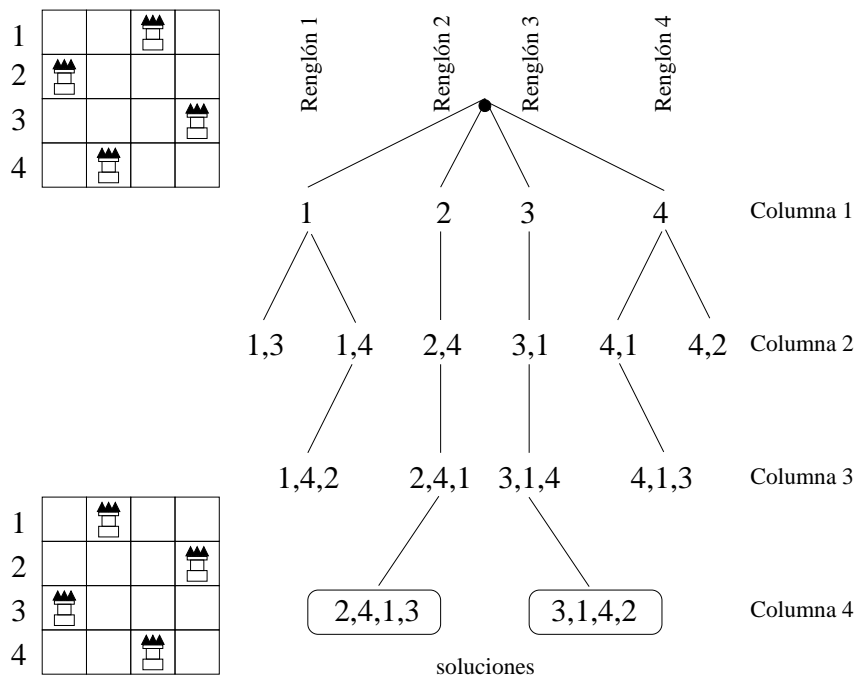 1
2
3
4
Renglón 1
Renglón 2
Renglón 3
Renglón 4
1 2 3 4 Columna 1
1,3 1,4 2,4 3,1 4,1 4,2 Columna 2
1,4,2 2,4,1 3,1,4 4,1,3 Columna 3
1
2
3
4
2,4,1,3 3,1,4,2 Columna 4
soluciones